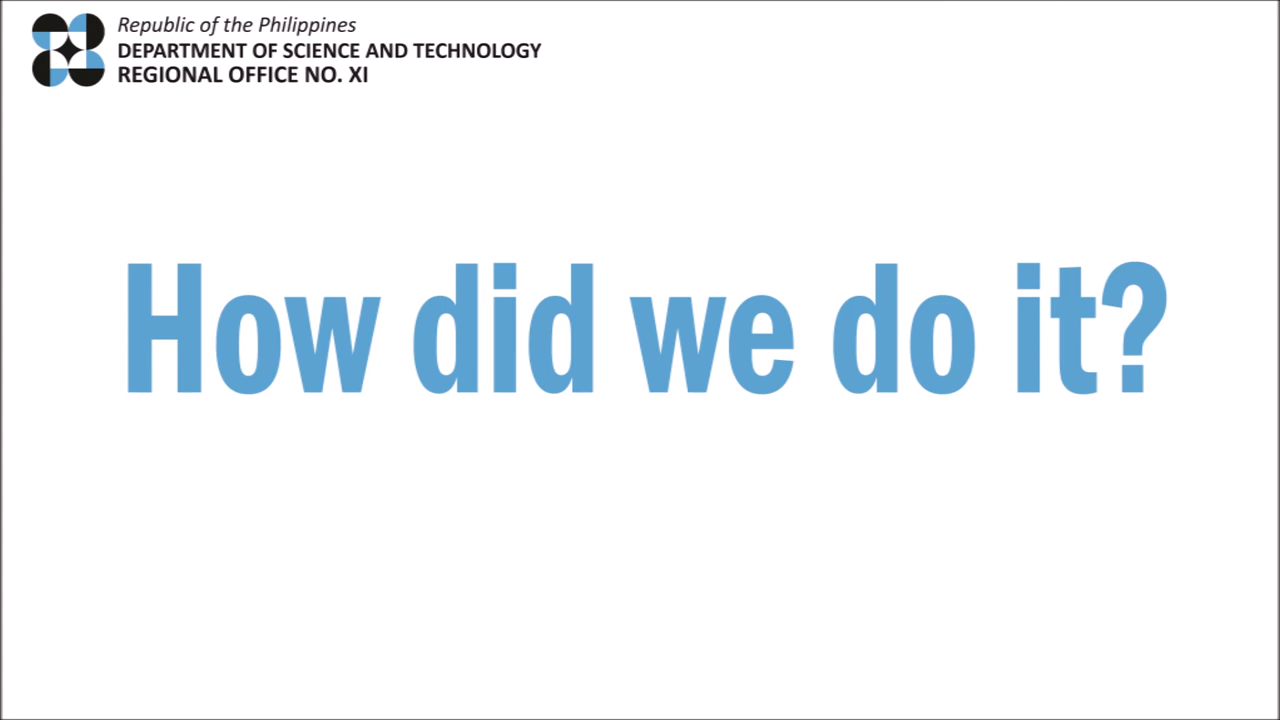 Republic of the Philippines
DEPARTMENT OF SCIENCE AND TECHNOLOGY
REGIONAL OFFICE NO. XI
How did we do it?